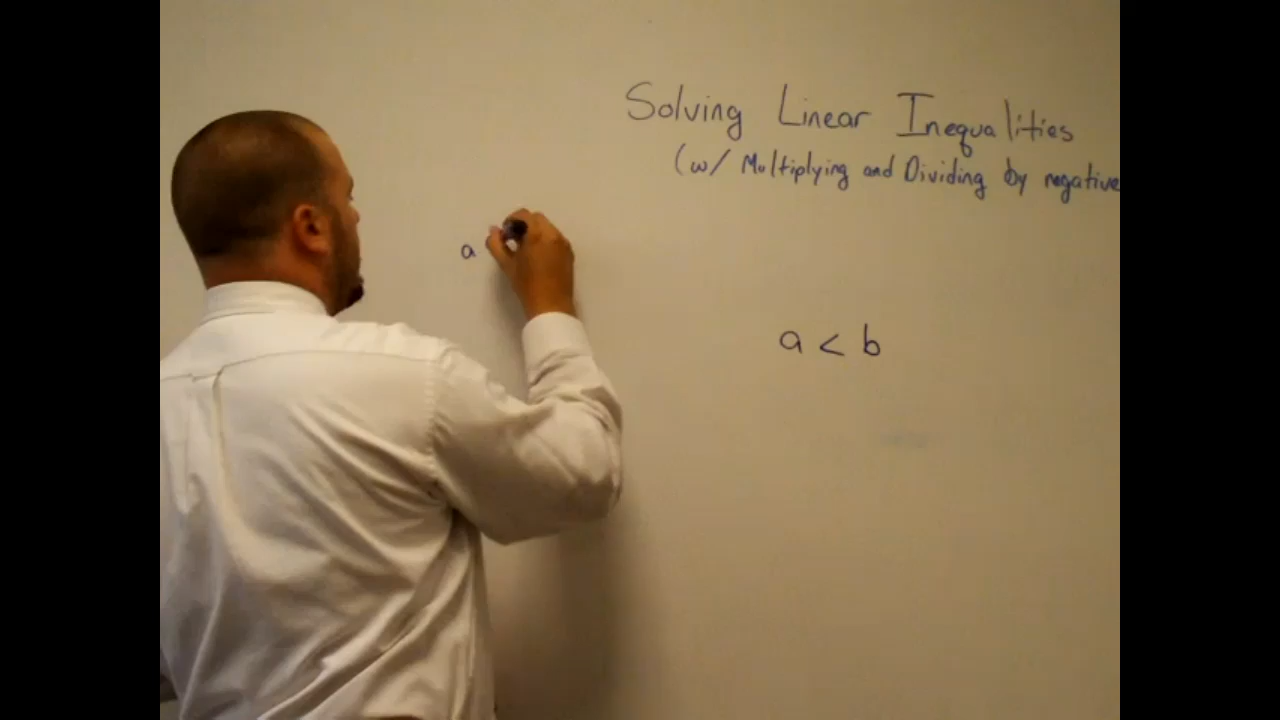 Solving Linear Inequalities
(w/ Multiplying and Dividing by negative
a
a < b